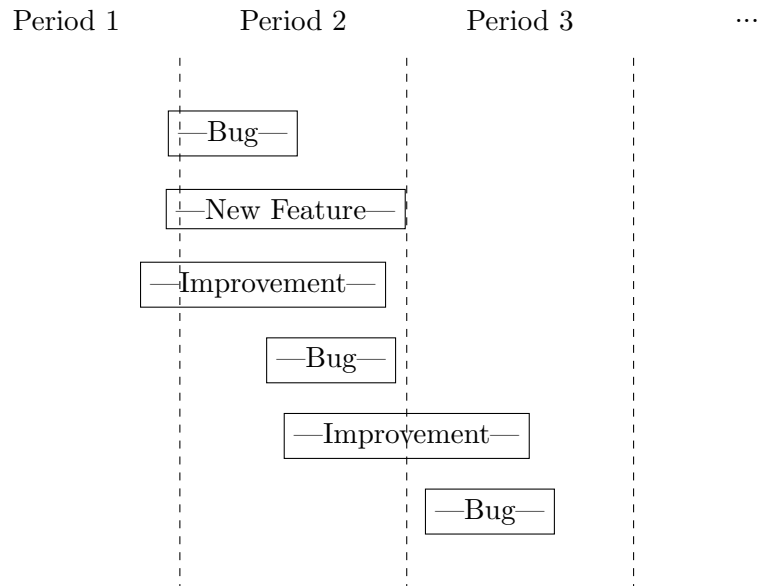 Period 1 Period 2 Period 3 ...
—Bug—
—New Feature—
—Improvement—
—Bug—
—Improvement—
—Bug—